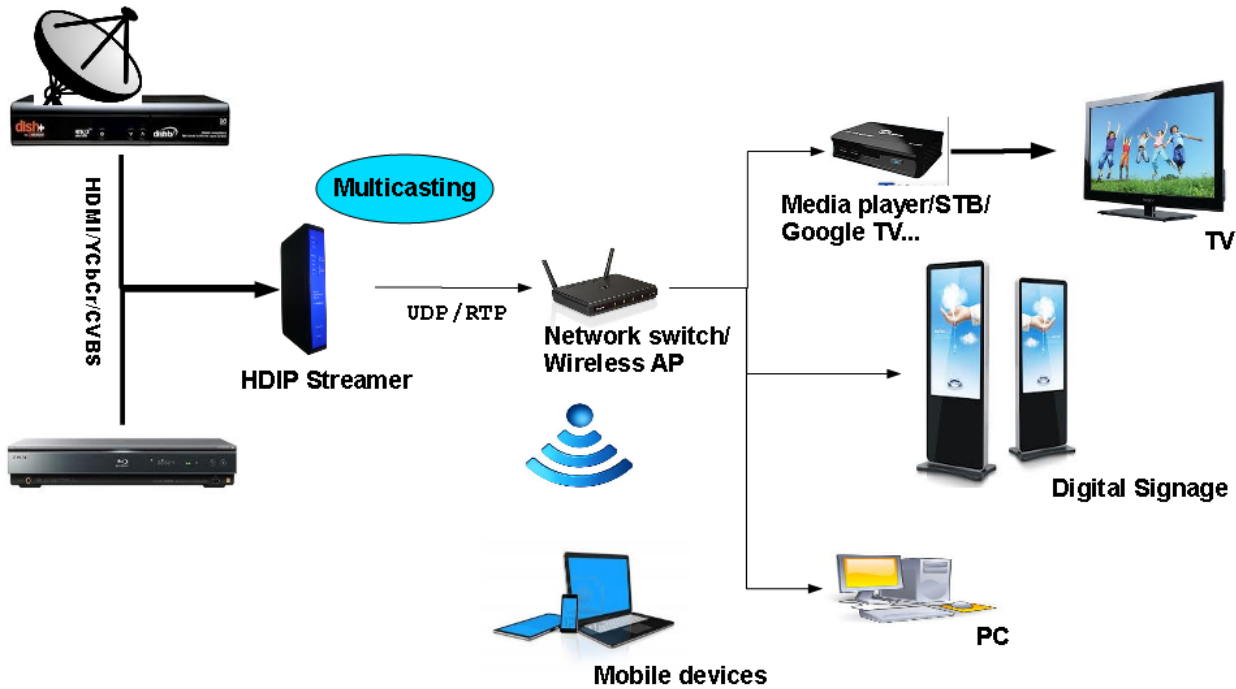 dish+
dishtv
Multicasting
HDMI/YCbCr/CVBS
HDIP Streamer
UDP/RTP
Network switch/
Wireless AP
Media player/STB/
Google TV...
TV
Digital Signage
PC
Mobile devices